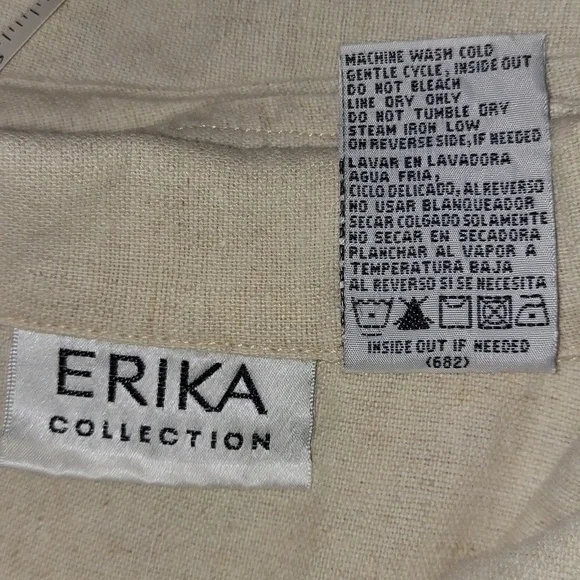 MACHINE WASH COLD
GENTLE CYCLE, INSIDE OUT
DO NOT BLEACH
LINE DRY ONLY
DO NOT TUMBLE DRY
STEAM IRON LOW
ON REVERSE SIDE, IF NEEDED
LAVAR EN LAVADORA
AGUA FRIA,
CICLO DELICADO, AL REVERSO
NO USAR BLANQUEADOR
SECAR COLGADO SOLAMENTE
NO SECAR EN SECADORA
PLANCHAR AL VAPOR A
TEMPERATURA BAJA
AL REVERSO SI SE NECESITA
INSIDE OUT IF NEEDED
(682)
ERIKA
COLLECTION